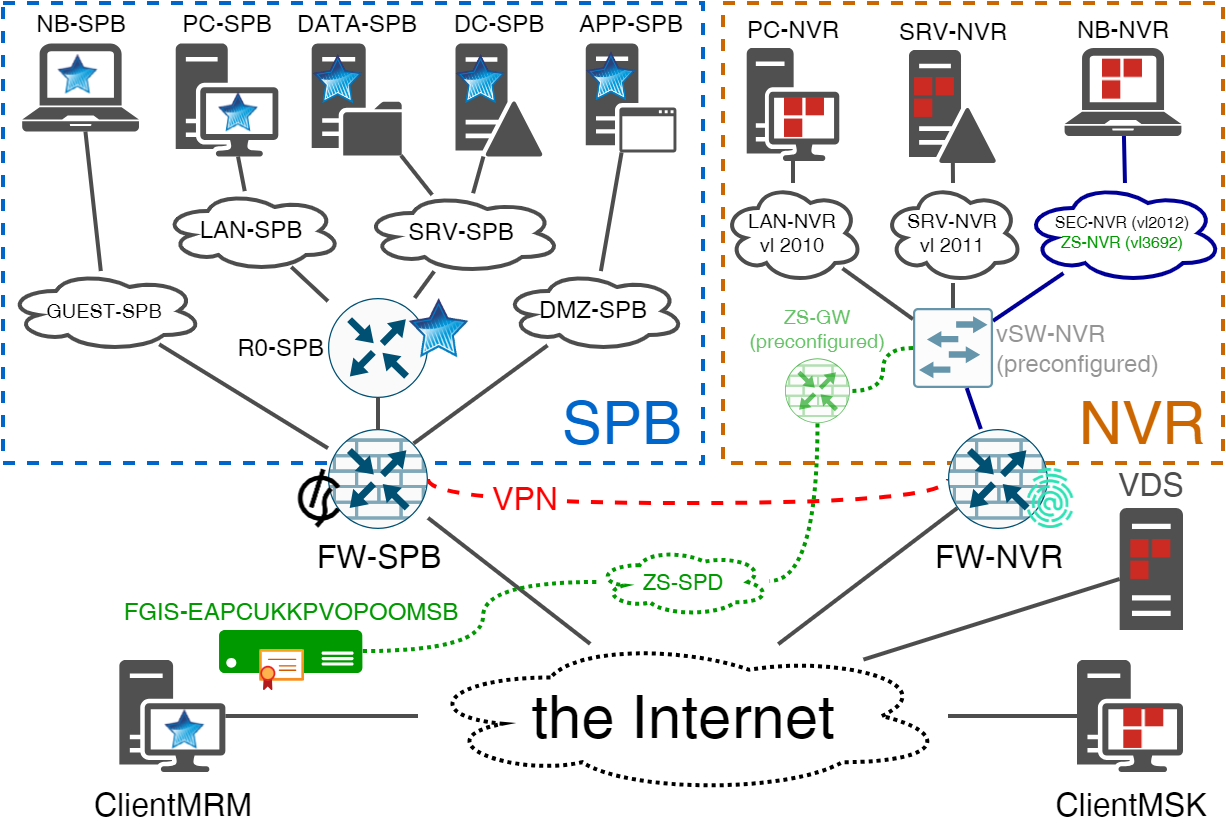 NB-SPB
PC-SPB
DATA-SPB
DC-SPB
APP-SPB
PC-NVR
SRV-NVR
NB-NVR
LAN-SPB
SRV-SPB
GUEST-SPB
DMZ-SPB
R0-SPB
SPB
LAN-NVR
vl 2010
SRV-NVR
vl 2011
SEC-NVR (vl2012)
ZS-NVR (vl3692)
ZS-GW
(preconfigured)
vSW-NVR
(preconfigured)
NVR
VPN
FW-SPB
FW-NVR
VDS
ZS-SPD
FGIS-EAPCUKKPVOPOOMSB
the Internet
ClientMRM
ClientMSK